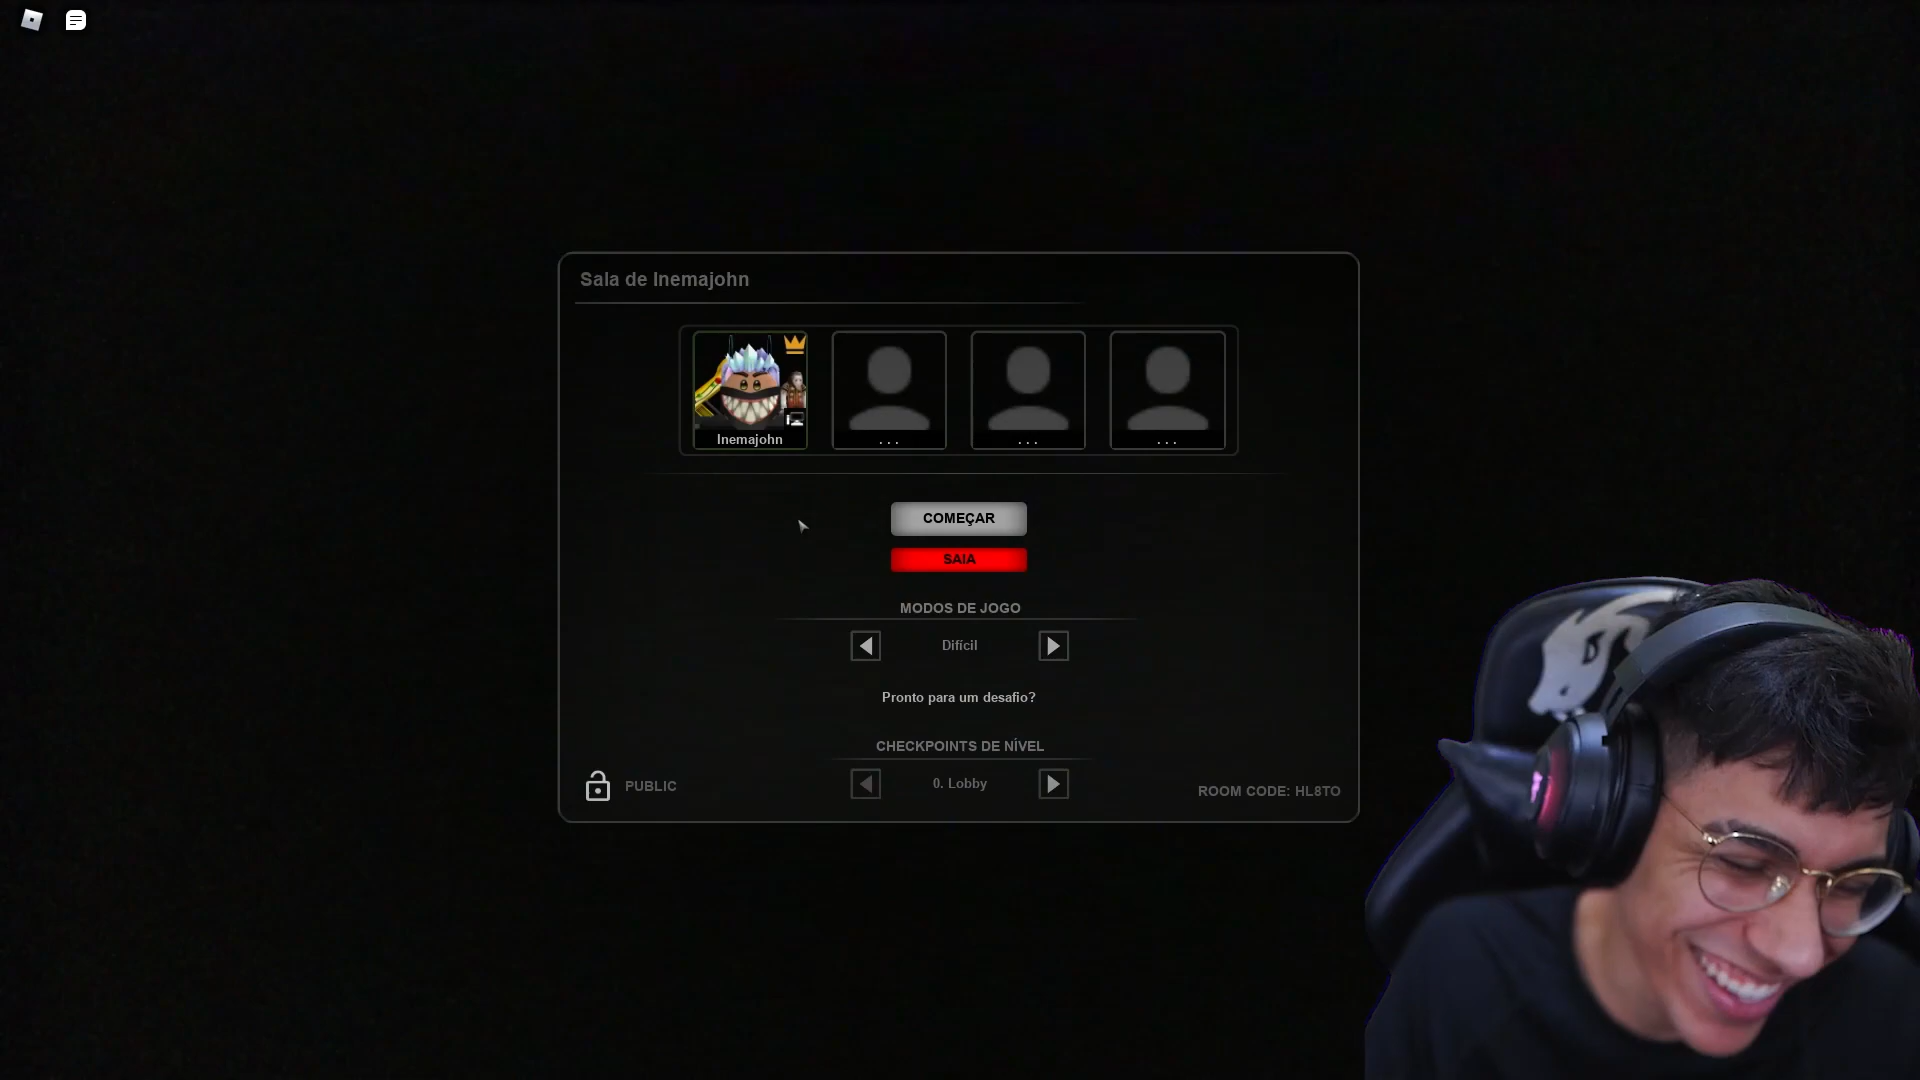 Sala de Inemajohn
Inemajohn
. . .
. . .
. . .
COMEÇAR
SAIA
MODOS DE JOGO
Difícil
Pronto para um desafio?
CHECKPOINTS DE NÍVEL
0. Lobby
PUBLIC
ROOM CODE: HL8TO